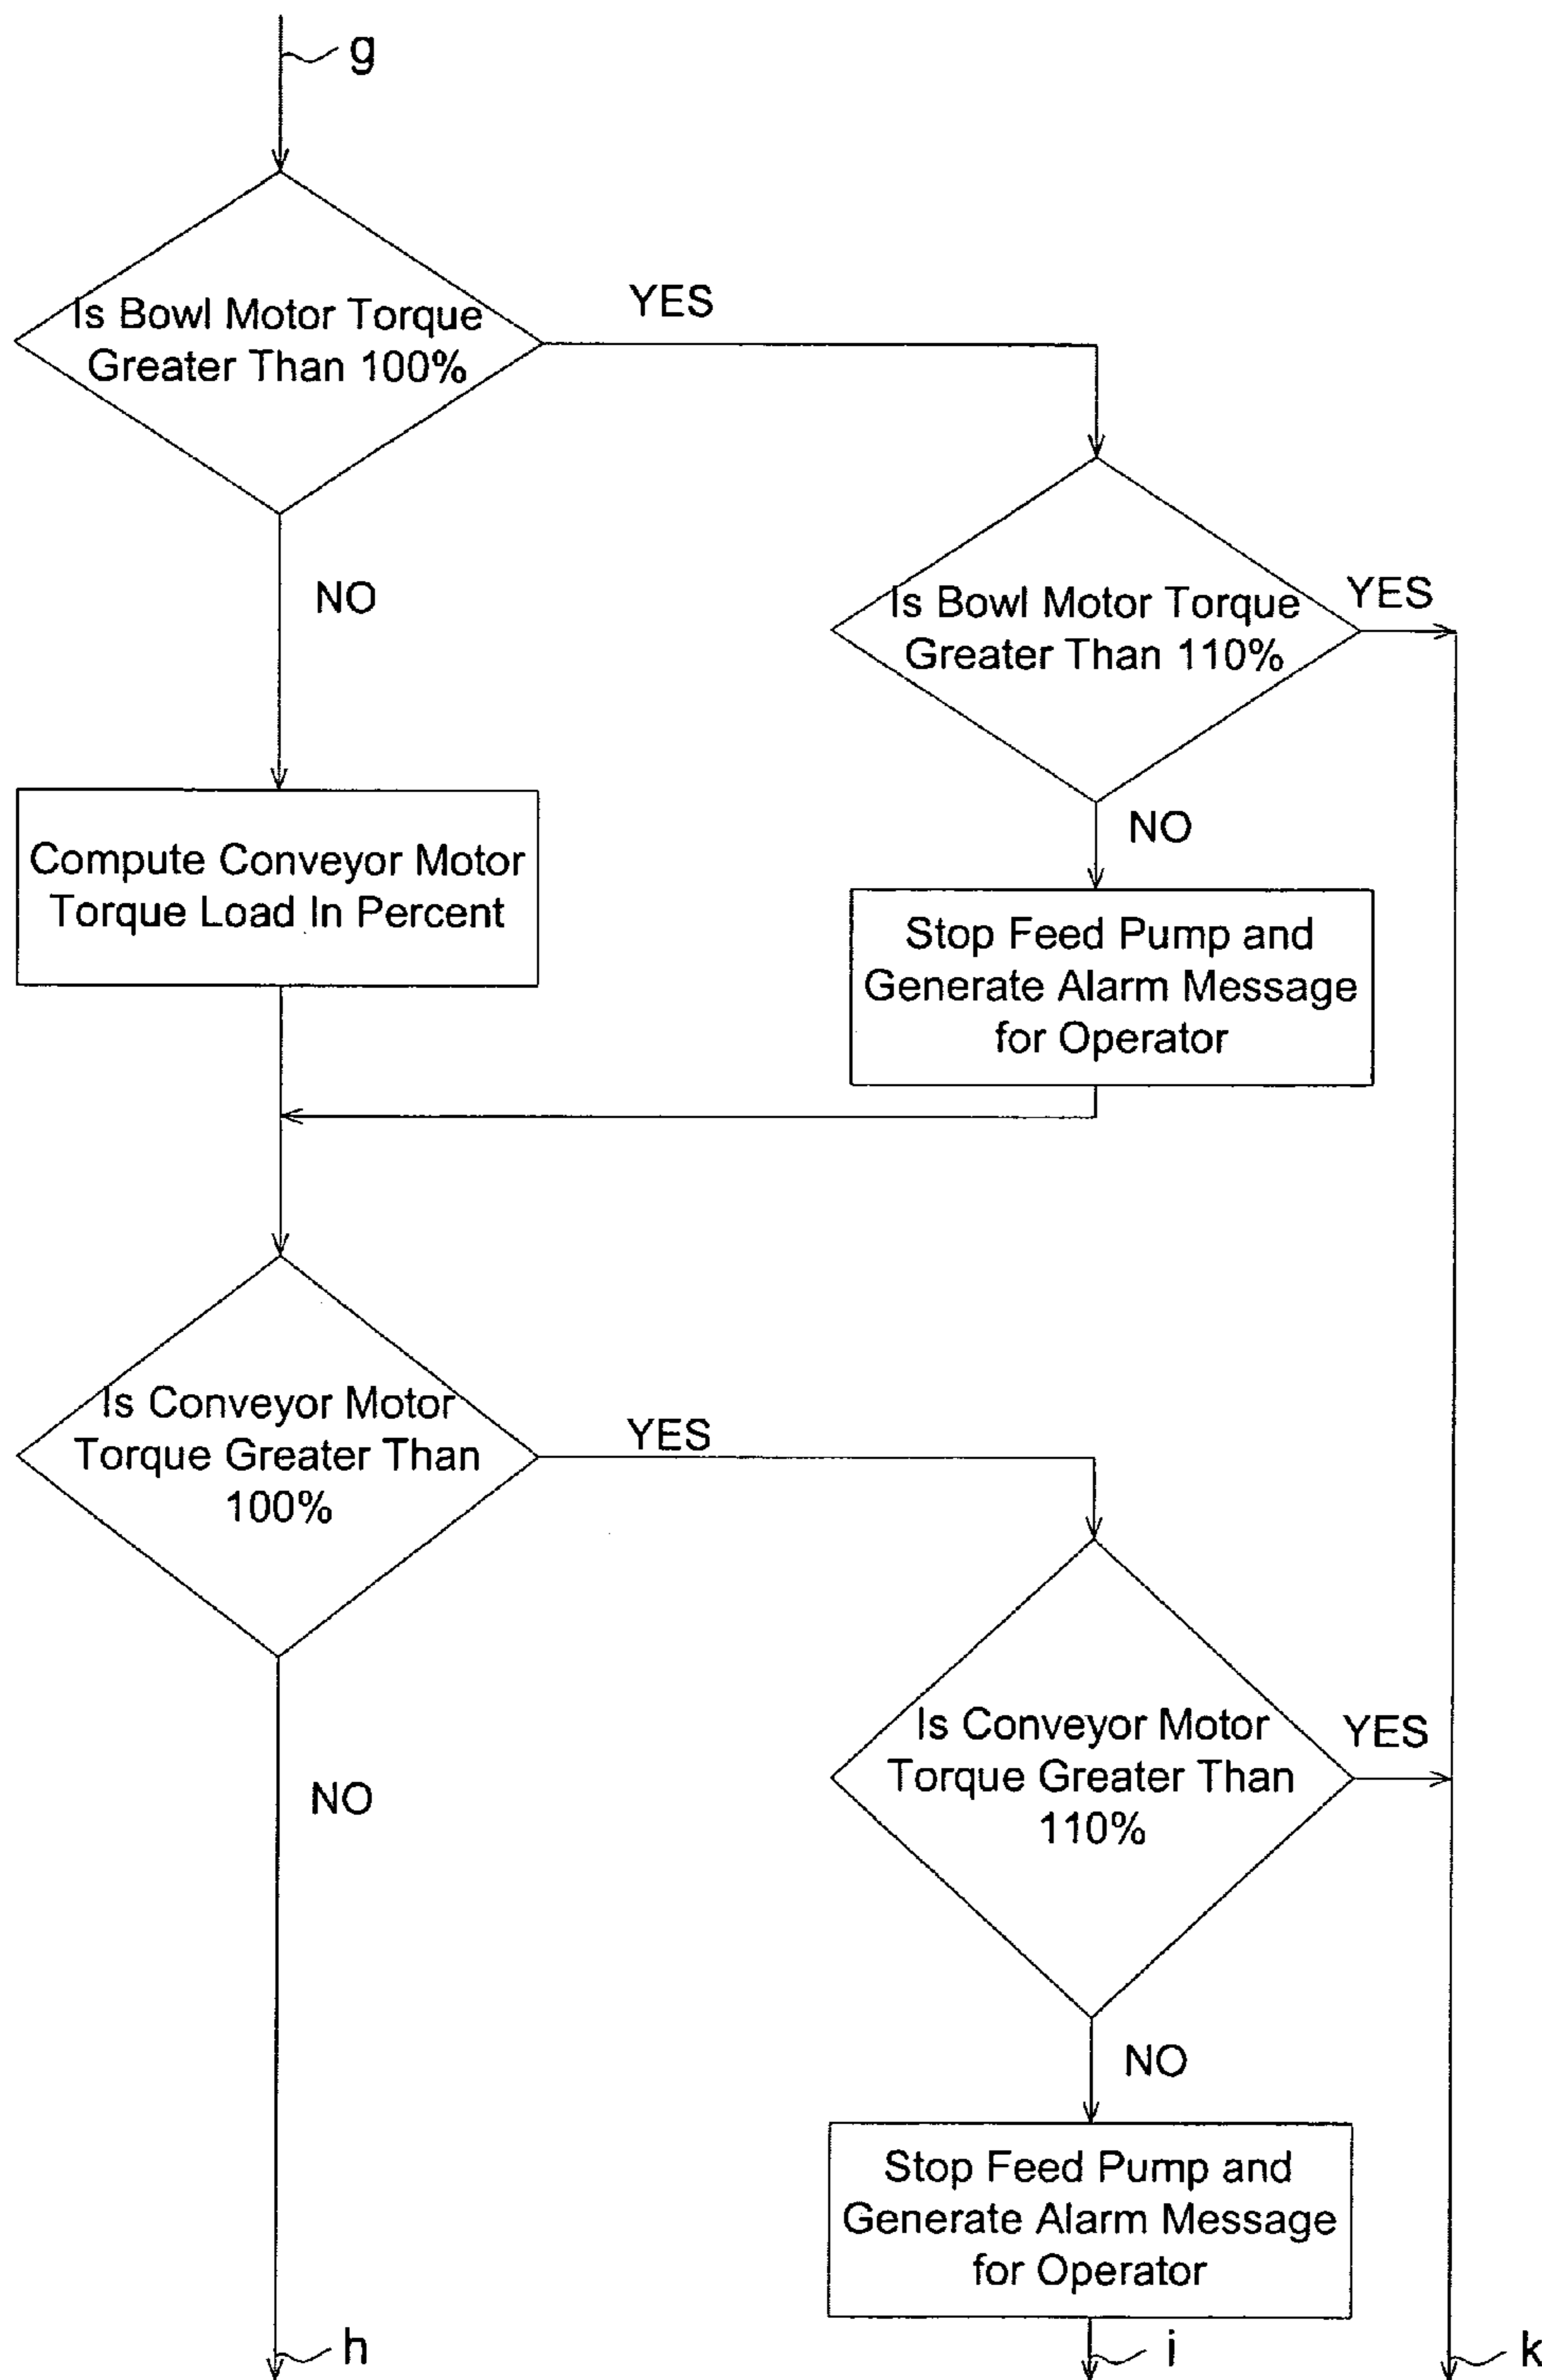 g
Is Bowl Motor Torque
Greater Than 100%
YES
NO
Is Bowl Motor Torque
Greater Than 110%
YES
NO
Compute Conveyor Motor
Torque Load In Percent
Stop Feed Pump and
Generate Alarm Message
for Operator
Is Conveyor Motor
Torque Greater Than
100%
YES
NO
Is Conveyor Motor
Torque Greater Than
110%
YES
NO
Stop Feed Pump and
Generate Alarm Message
for Operator
h
i
k